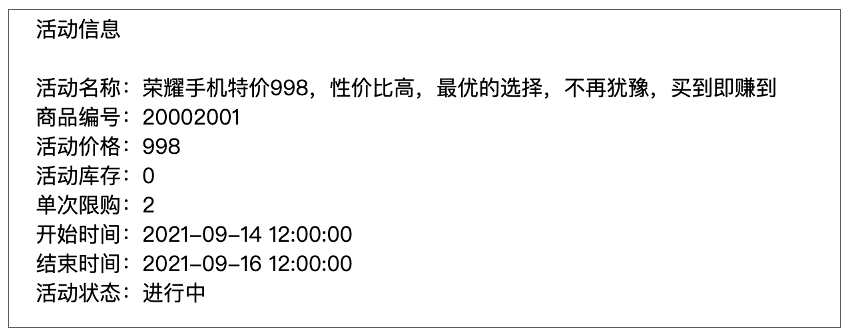 活动信息
活动名称：荣耀手机特价998，性价比高，最优的选择，不再犹豫，买到即赚到
商品编号：20002001
活动价格：998
活动库存：0
单次限购：2
开始时间：2021-09-14 12:00:00
结束时间：2021-09-16 12:00:00
活动状态：进行中